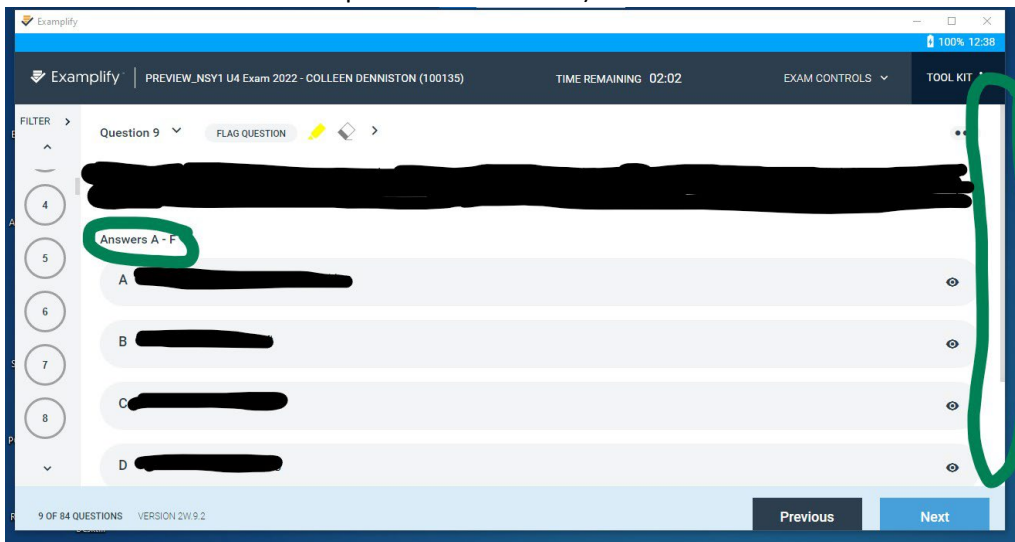 Examplify
100% 12:38
Examplify PREVIEW_NSY1 U4 Exam 2022 - COLLEEN DENNISTON (100135) TIME REMAINING 02:02 EXAM CONTROLS TOOL KIT
FILTER
Question 9 FLAG QUESTION
4
5
6
7
8
Answers A - F
A
B
C
D
9 OF 84 QUESTIONS VERSION 2W.9.2
Previous Next